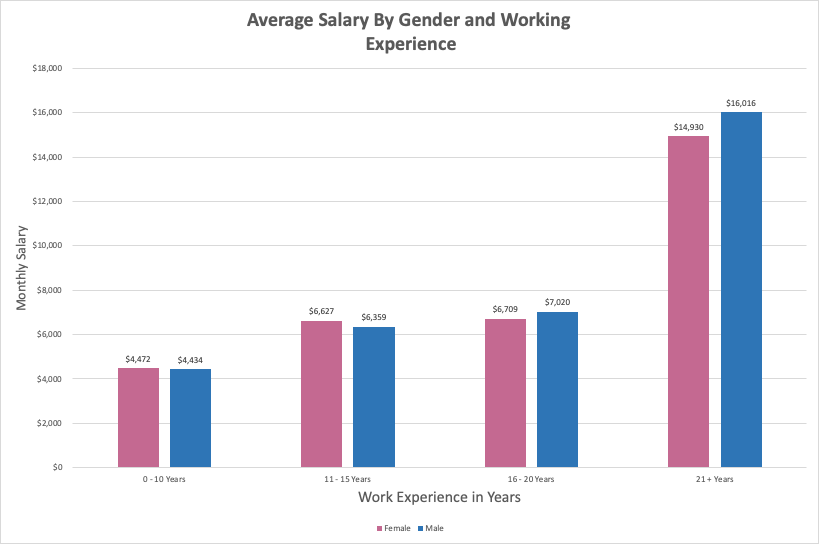 Average Salary By Gender and Working
Experience
$18,000
$16,000
$14,000
$12,000
$10,000
$8,000
$6,000
$4,000
$2,000
$0
Monthly Salary
$4,472
$4,434
$6,627
$6,359
$6,709
$7,020
$14,930
$16,016
0 - 10 Years
11 - 15 Years
16 - 20 Years
21 + Years
Work Experience in Years
Female
Male